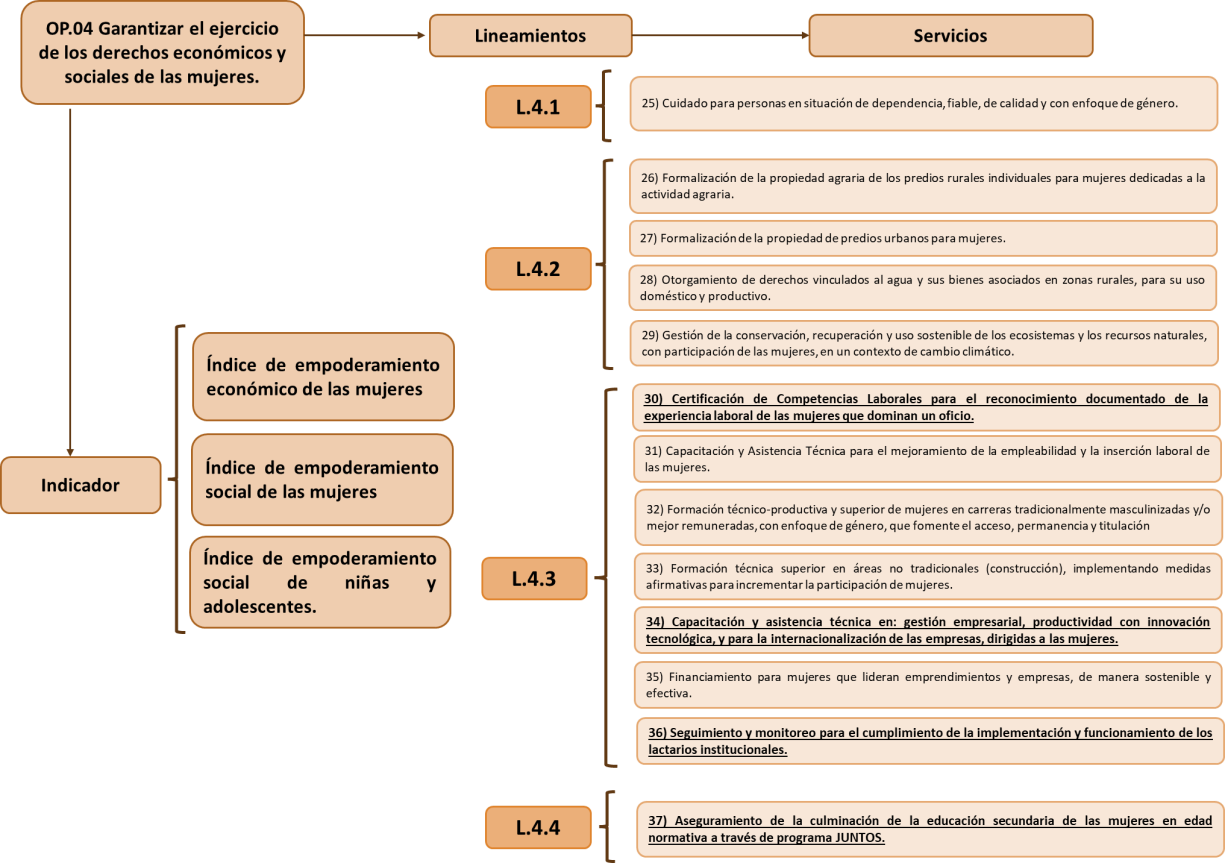 OP.04 Garantizar el ejercicio
de los derechos económicos y
sociales de las mujeres.
Lineamientos
Servicios
L.4.1
25) Cuidado para personas en situación de dependencia, fiable, de calidad y con enfoque de género.
L.4.2
26) Formalización de la propiedad agraria de los predios rurales individuales para mujeres dedicadas a la
actividad agraria.
27) Formalización de la propiedad de predios urbanos para mujeres.
28) Otorgamiento de derechos vinculados al agua y sus bienes asociados en zonas rurales, para su uso
doméstico y productivo.
29) Gestión de la conservación, recuperación y uso sostenible de los ecosistemas y los recursos naturales,
con participación de las mujeres, en un contexto de cambio climático.
Indicador
Índice de empoderamiento
económico de las mujeres
Índice de empoderamiento
social de las mujeres
Índice de empoderamiento
social de niñas y
adolescentes.
L.4.3
30) Certificación de Competencias Laborales para el reconocimiento documentado de la
experiencia laboral de las mujeres que dominan un oficio.
31) Capacitación y Asistencia Técnica para el mejoramiento de la empleabilidad y la inserción laboral de
las mujeres.
32) Formación técnico-productiva y superior de mujeres en carreras tradicionalmente masculinizadas y/o
mejor remuneradas, con enfoque de género, que fomente el acceso, permanencia y titulación
33) Formación técnica superior en áreas no tradicionales (construcción), implementando medidas
afirmativas para incrementar la participación de mujeres.
34) Capacitación y asistencia técnica en: gestión empresarial, productividad con innovación
tecnológica, y para la internacionalización de las empresas, dirigidas a las mujeres.
35) Financiamiento para mujeres que lideran emprendimientos y empresas, de manera sostenible y
efectiva.
36) Seguimiento y monitoreo para el cumplimiento de la implementación y funcionamiento de los
lactarios institucionales.
L.4.4
37) Aseguramiento de la culminación de la educación secundaria de las mujeres en edad
normativa a través de programa JUNTOS.